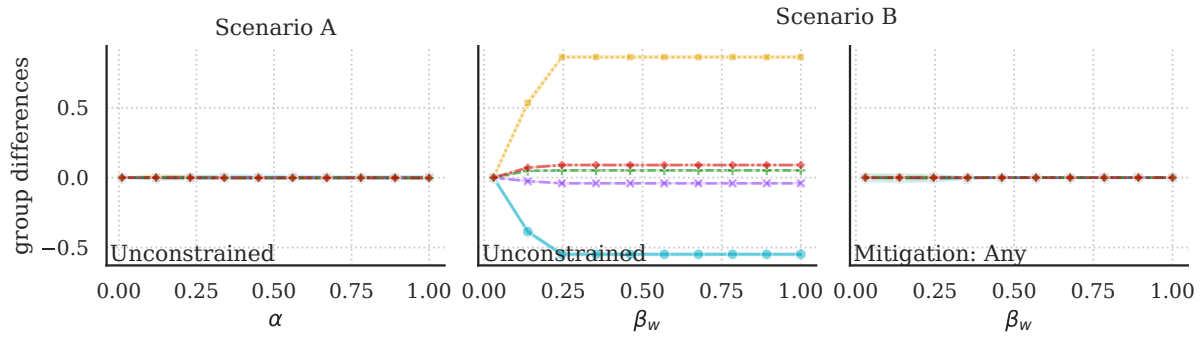 Scenario A
Scenario B
group differences
0.5
0.0
−0.5
Unconstrained
Unconstrained
Mitigation: Any
0.00 0.25 0.50 0.75 1.00
0.00 0.25 0.50 0.75 1.00
0.00 0.25 0.50 0.75 1.00
α
β_w
β_w